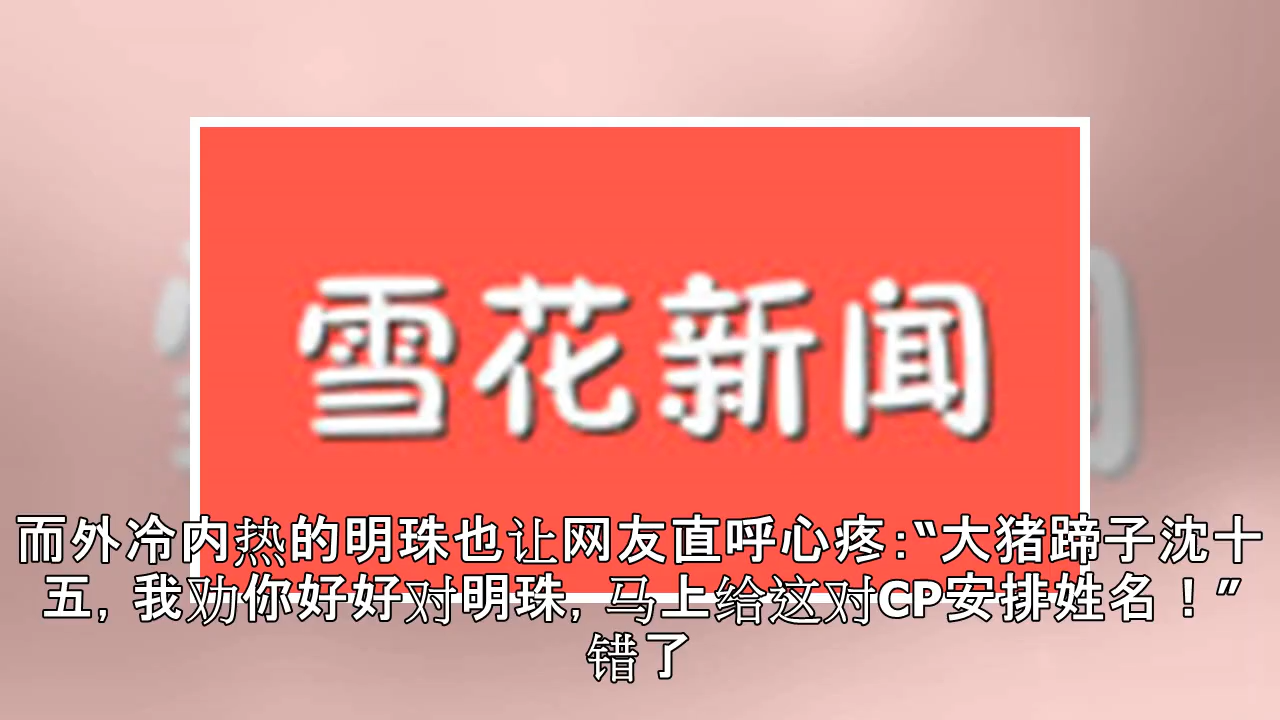 雪花新闻
而外冷内热的明珠也让网友直呼心疼：“大猪蹄子沈十
五，我劝你好好对明珠，马上给这对CP安排姓名！”
错了